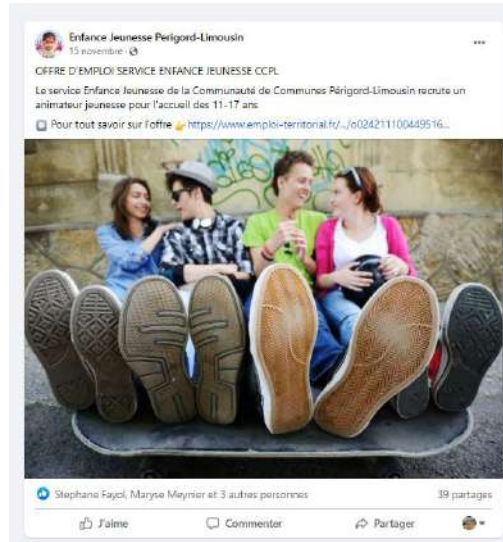 Enfance Jeunesse Perigord-Limousin
15 novembre ·
OFFRE D'EMPLOI SERVICE ENFANCE JEUNESSE CCPL
Le service Enfance Jeunesse de la Communauté de Communes Périgord-Limousin recrute un
animateur jeunesse pour l'accueil des 11-17 ans
Pour tout savoir sur l'offre 👉 https://www.emploi-territorial.fr/.../o024211100449516...
Stephane Fayol, Maryse Meynier et 3 autres personnes
39 partages
J'aime
Commenter
Partager